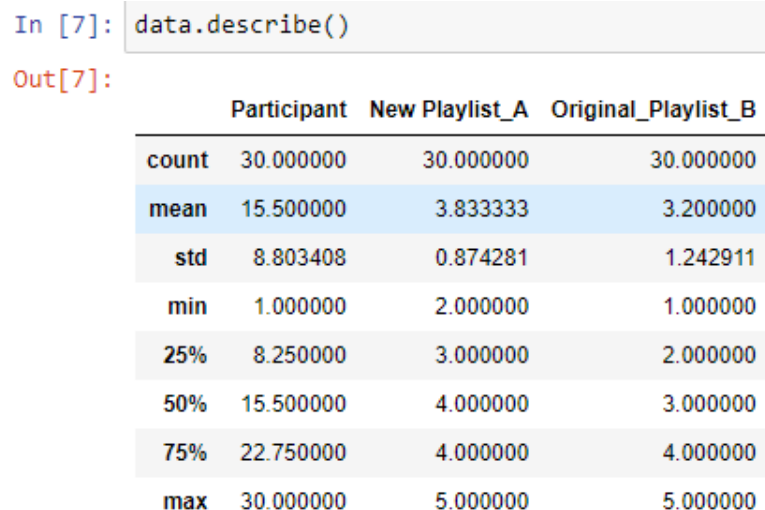 In [7]: data.describe()
Out[7]:
Participant New Playlist_A Original_Playlist_B
count 30.000000 30.000000 30.000000
mean 15.500000 3.833333 3.200000
std 8.803408 0.874281 1.242911
min 1.000000 2.000000 1.000000
25% 8.250000 3.000000 2.000000
50% 15.500000 4.000000 3.000000
75% 22.750000 4.000000 4.000000
max 30.000000 5.000000 5.000000